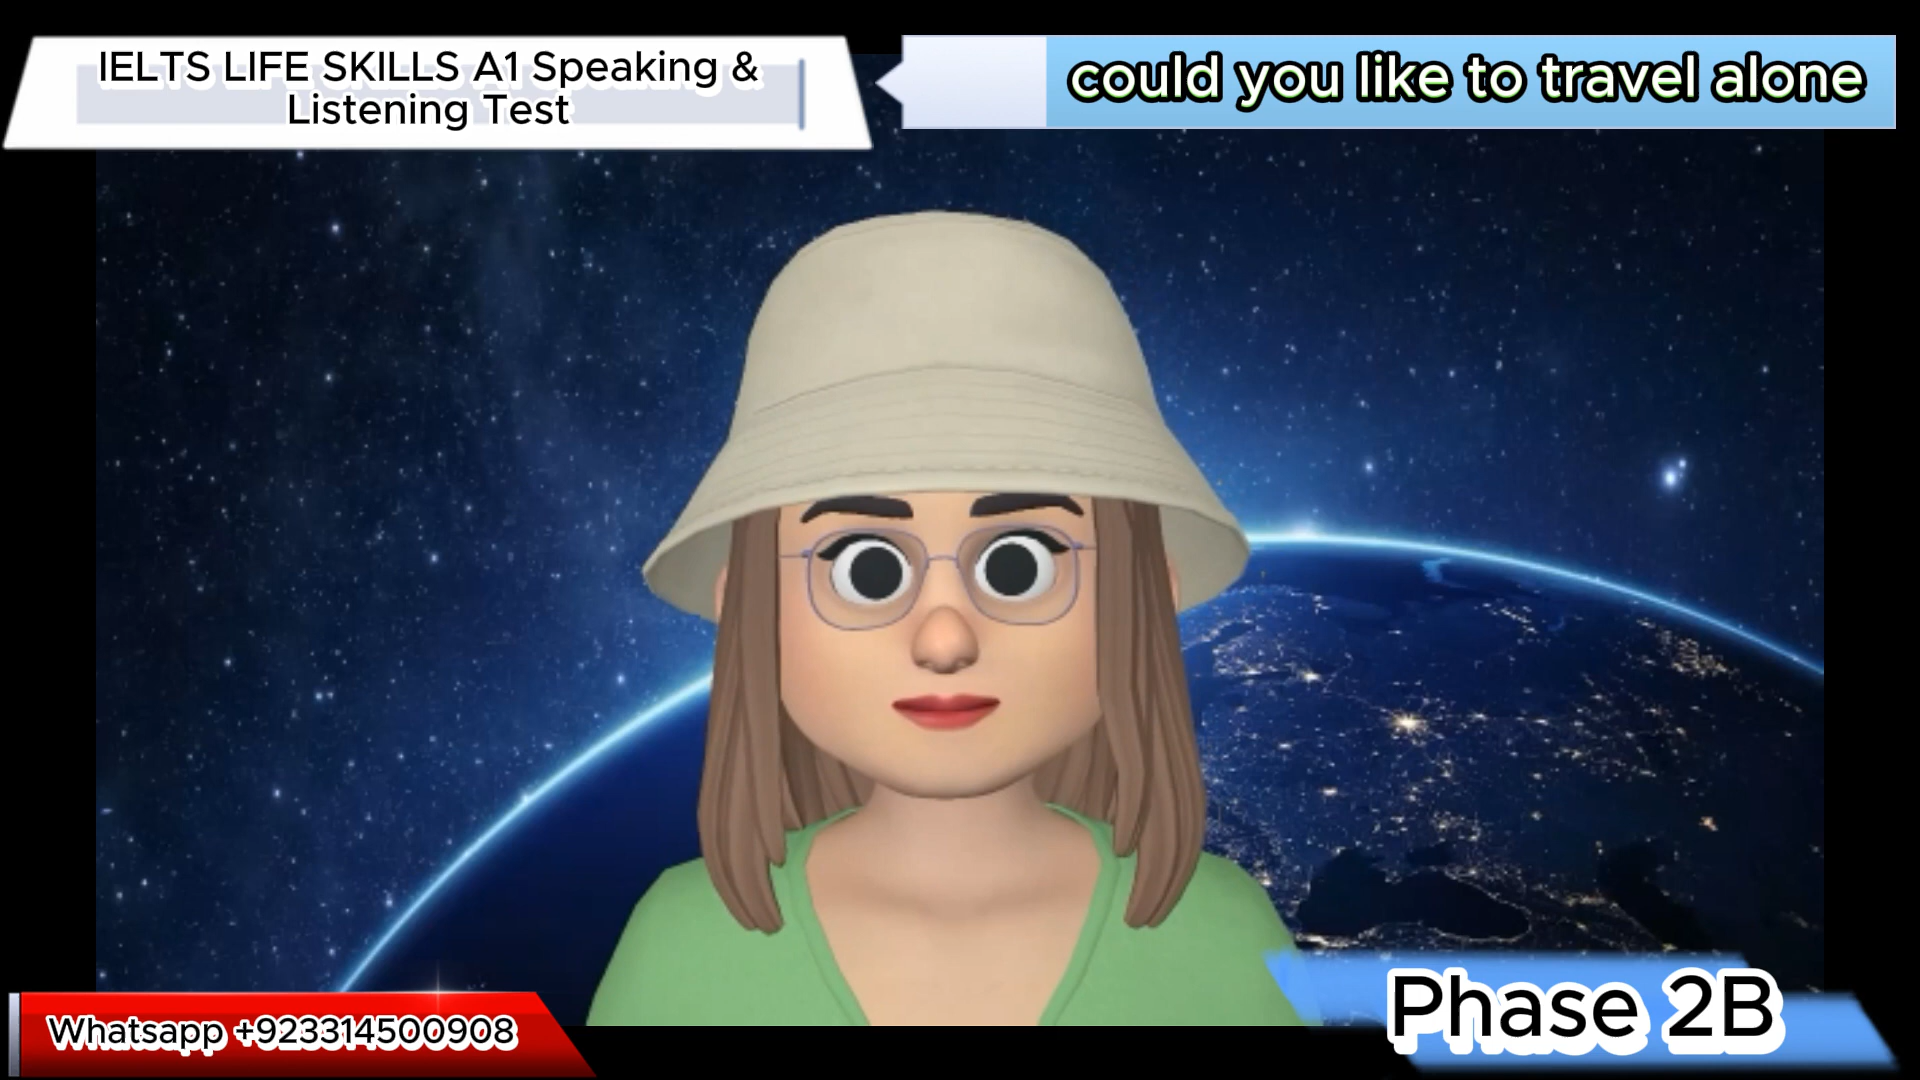 IELTS LIFE SKILLS A1 Speaking &
Listening Test
could you like to travel alone
Whatsapp +923314500908
Phase 2B